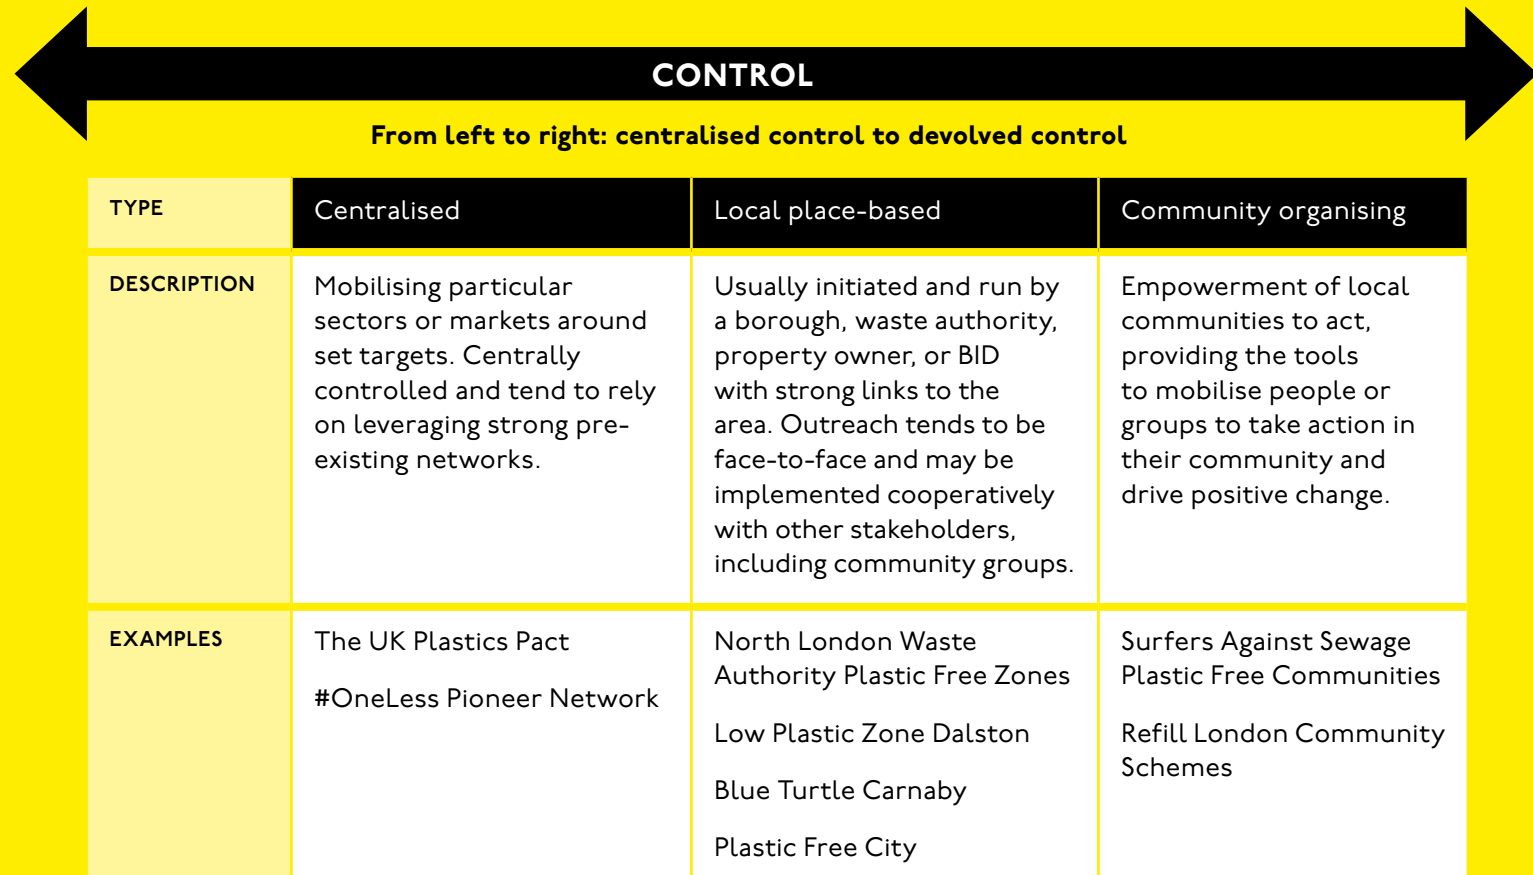 CONTROL
From left to right: centralised control to devolved control
TYPE
Centralised
Local place-based
Community organising
DESCRIPTION
Mobilising particular
sectors or markets around
set targets. Centrally
controlled and tend to rely
on leveraging strong pre-
existing networks.
Usually initiated and run by
a borough, waste authority,
property owner, or BID
with strong links to the
area. Outreach tends to be
face-to-face and may be
implemented cooperatively
with other stakeholders,
including community groups.
Empowerment of local
communities to act,
providing the tools
to mobilise people or
groups to take action in
their community and
drive positive change.
EXAMPLES
The UK Plastics Pact
#OneLess Pioneer Network
North London Waste
Authority Plastic Free Zones
Low Plastic Zone Dalston
Blue Turtle Carnaby
Plastic Free City
Surfers Against Sewage
Plastic Free Communities
Refill London Community
Schemes